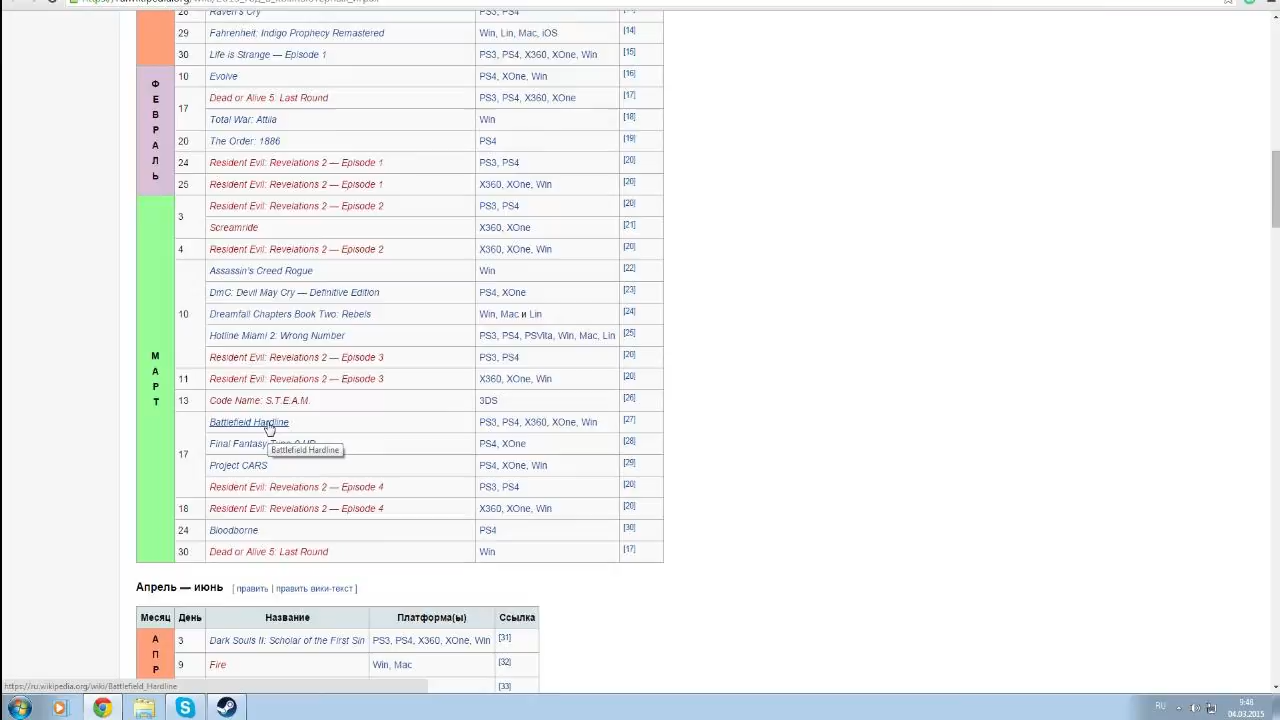 28 Raven's Cry PS3, PS4
29 Fahrenheit: Indigo Prophecy Remastered Win, Lin, Mac, iOS [14]
30 Life is Strange — Episode 1 PS3, PS4, X360, XOne, Win [15]
ФЕВРАЛЬ
10 Evolve PS4, XOne, Win [16]
17 Dead or Alive 5: Last Round PS3, PS4, X360, XOne [17]
Total War: Attila Win [18]
20 The Order: 1886 PS4 [19]
24 Resident Evil: Revelations 2 — Episode 1 PS3, PS4 [20]
25 Resident Evil: Revelations 2 — Episode 1 X360, XOne, Win [20]
МАРТ
3 Resident Evil: Revelations 2 — Episode 2 PS3, PS4 [20]
Screamride X360, XOne [21]
4 Resident Evil: Revelations 2 — Episode 2 X360, XOne, Win [20]
10 Assassin's Creed Rogue Win [22]
DmC: Devil May Cry — Definitive Edition PS4, XOne [23]
Dreamfall Chapters Book Two: Rebels Win, Mac и Lin [24]
Hotline Miami 2: Wrong Number PS3, PS4, PSVita, Win, Mac, Lin [25]
Resident Evil: Revelations 2 — Episode 3 PS3, PS4 [20]
11 Resident Evil: Revelations 2 — Episode 3 X360, XOne, Win [20]
13 Code Name: S.T.E.A.M. 3DS [26]
17 Battlefield Hardline PS3, PS4, X360, XOne, Win [27]
Final Fantasy PS4, XOne [28]
Battlefield Hardline
Project CARS PS4, XOne, Win [29]
Resident Evil: Revelations 2 — Episode 4 PS3, PS4 [20]
18 Resident Evil: Revelations 2 — Episode 4 X360, XOne, Win [20]
24 Bloodborne PS4 [30]
30 Dead or Alive 5: Last Round Win [17]
Апрель — июнь [ править | править вики-текст ]
Месяц День Название Платформа(ы) Ссылка
АПР
3 Dark Souls II: Scholar of the First Sin PS3, PS4, X360, XOne, Win [31]
9 Fire Win, Mac [32]
[33]
https://ru.wikipedia.org/wiki/Battlefield_Hardline
RU
9:48
04.03.2015